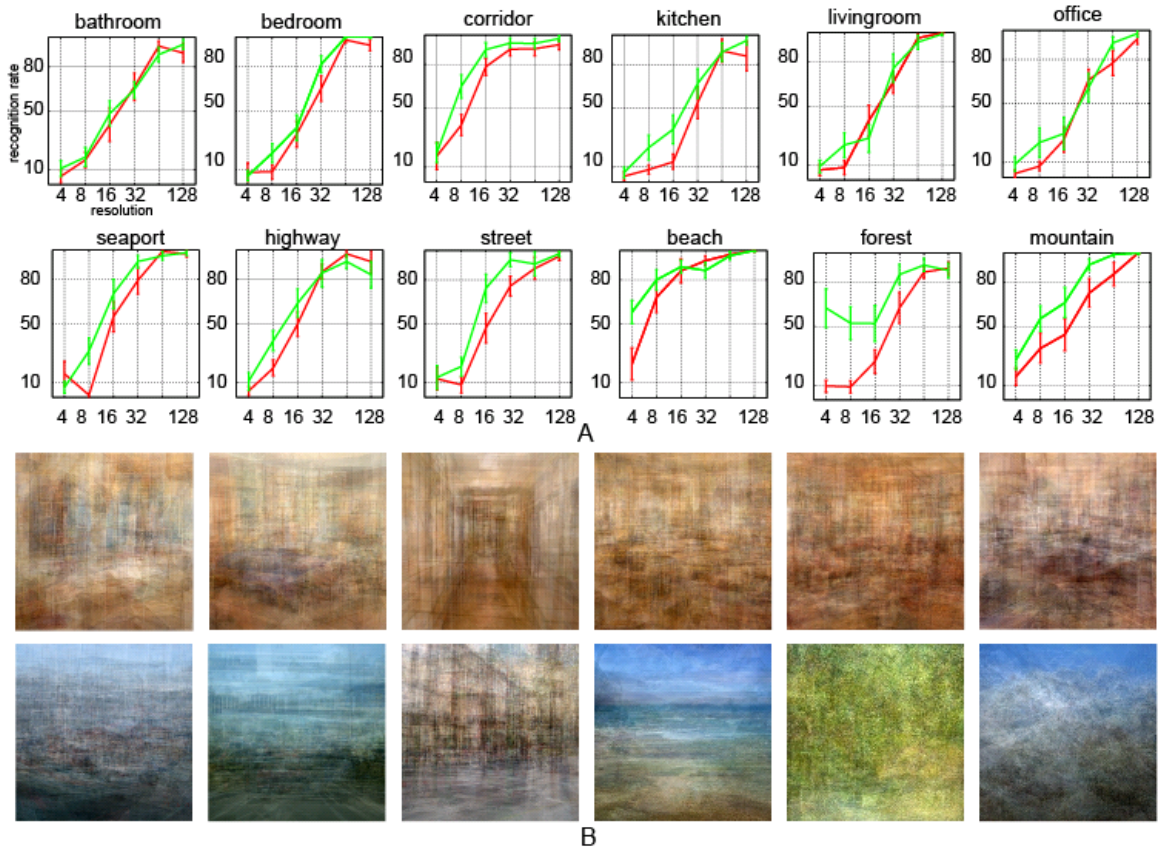 bathroom bedroom corridor kitchen livingroom office
recognition rate
80 80 80 80 80 80
50 50 50 50 50 50
10 10 10 10 10 10
4 8 16 32 128 4 8 16 32 128 4 8 16 32 128 4 8 16 32 128 4 8 16 32 128 4 8 16 32 128
resolution
seaport highway street beach forest mountain
80 80 80 80 80 80
50 50 50 50 50 50
10 10 10 10 10 10
4 8 16 32 128 4 8 16 32 128 4 8 16 32 128 4 8 16 32 128 4 8 16 32 128 4 8 16 32 128
A
B